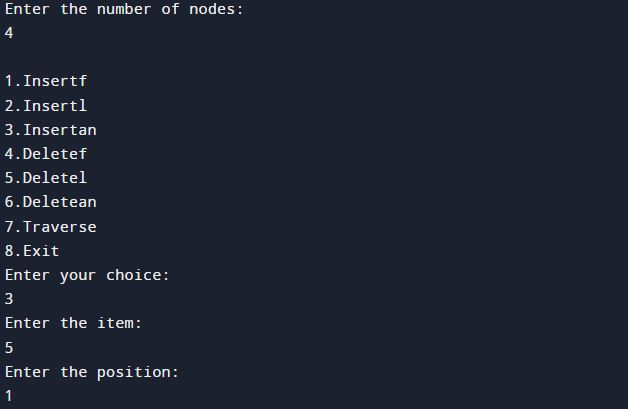 Enter the number of nodes:
4
1.Insertf
2.Insertl
3.Insertan
4.Deletef
5.Deletel
6.Deletean
7.Traverse
8.Exit
Enter your choice:
3
Enter the item:
5
Enter the position:
1